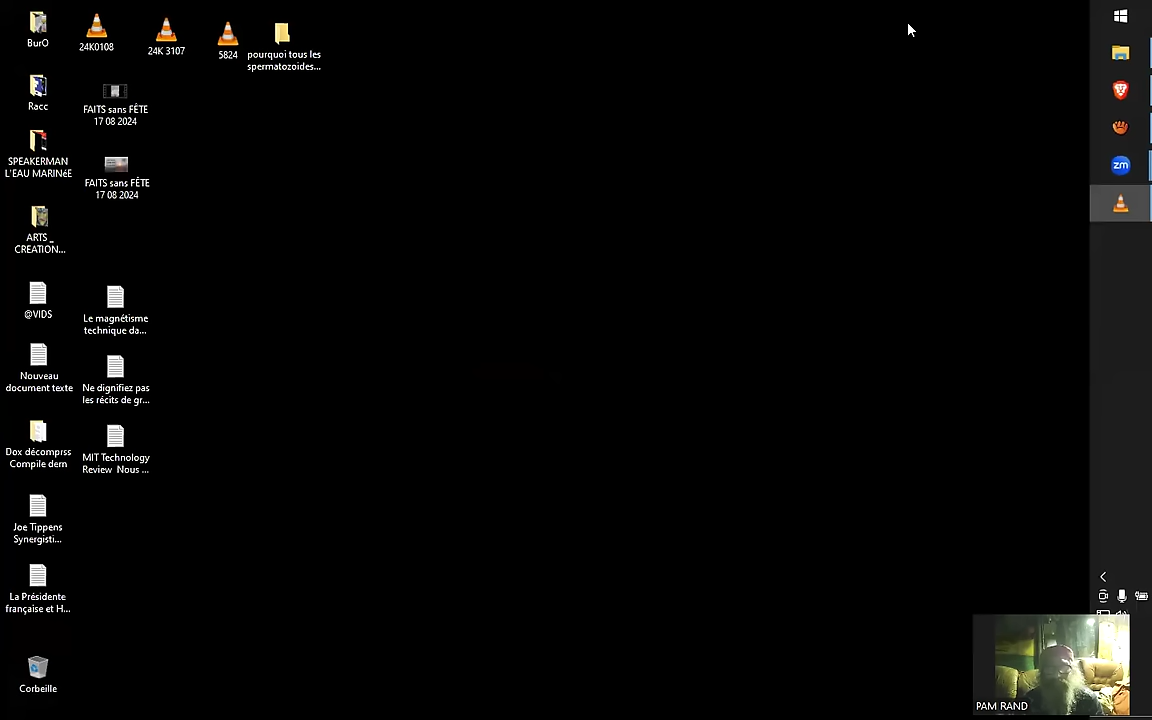 BurO
24K0108
24K 3107
5824
pourquoi tous les
spermatozoides...
Racc
FAITS sans FÊTE
17 08 2024
SPEAKERMAN
L'EAU MARINéE
FAITS sans FÊTE
17 08 2024
ARTS _
CREATION...
@VIDS
Le magnétisme
technique da...
Nouveau
document texte
Ne dignifiez pas
les récits de gr...
Dox décomprss
Compile dern
MIT Technology
Review Nous ...
Joe Tippens
Synergisti...
La Présidente
française et H...
Corbeille
zm
PAM RAND